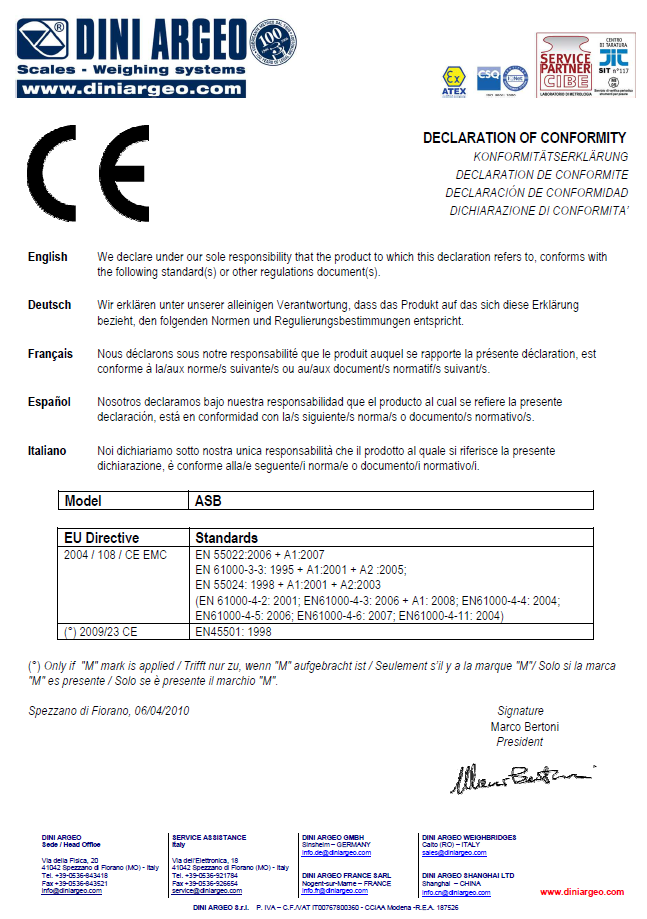 DINI ARGEO
Scales - Weighing systems
www.diniargeo.com
100
3
ATEX
CSQ
SERVICE
PARTNER
CIBE
LABORATORIO DI METROLOGIA
CENTRO
DI TARATURA
SIT n°117
CE
DECLARATION OF CONFORMITY
KONFORMITÄTSERKLÄRUNG
DECLARATION DE CONFORMITE
DECLARACIÓN DE CONFORMIDAD
DICHIARAZIONE DI CONFORMITA'
English We declare under our sole responsibility that the product to which this declaration refers to, conforms with
the following standard(s) or other regulations document(s).
Deutsch Wir erklären unter unserer alleinigen Verantwortung, dass das Produkt auf das sich diese Erklärung
bezieht, den folgenden Normen und Regulierungsbestimmungen entspricht.
Français Nous déclarons sous notre responsabilité que le produit auquel se rapporte la présente déclaration, est
conforme à la/aux norme/s suivante/s ou au/aux document/s normatif/s suivant/s.
Español Nosotros declaramos bajo nuestra responsabilidad que el producto al cual se refiere la presente
declaración, está en conformidad con la/s siguiente/s norma/s o documento/s normativo/s.
Italiano Noi dichiariamo sotto nostra unica responsabilità che il prodotto al quale si riferisce la presente
dichiarazione, è conforme alla/e seguente/i norma/e o documento/i normativo/i.
Model ASB
EU Directive Standards
2004 / 108 / CE EMC EN 55022:2006 + A1:2007
EN 61000-3-3: 1995 + A1:2001 + A2 :2005;
EN 55024: 1998 + A1:2001 + A2:2003
(EN 61000-4-2: 2001; EN61000-4-3: 2006 + A1: 2008; EN61000-4-4: 2004;
EN61000-4-5: 2006; EN61000-4-6: 2007; EN61000-4-11: 2004)
(°) 2009/23 CE EN45501: 1998
(°) Only if "M" mark is applied / Trifft nur zu, wenn "M" aufgebracht ist / Seulement s'il y a la marque "M"/ Solo si la marca
"M" es presente / Solo se è presente il marchio "M".
Spezzano di Fiorano, 06/04/2010 Signature
Marco Bertoni
President
Marco Bertoni
DINI ARGEO
Sede / Head Office
Via della Fisica, 20
41042 Spezzano di Fiorano (MO) - Italy
Tel. +39-0536-843418
Fax +39-0536-843521
info@diniargeo.com
SERVICE ASSISTANCE
Italy
Via dell'Elettronica, 18
41042 Spezzano di Fiorano (MO) - Italy
Tel. +39-0536-921784
Fax +39-0536-926654
service@diniargeo.com
DINI ARGEO GMBH
Sinsheim – GERMANY
info.de@diniargeo.com
DINI ARGEO FRANCE SARL
Nogent-sur-Marne – FRANCE
info.fr@diniargeo.com
DINI ARGEO WEIGHBRIDGES
Calto (RO) – ITALY
sales@diniargeo.com
DINI ARGEO SHANGHAI LTD
Shanghai – CHINA
info.cn@diniargeo.com
www.diniargeo.com
DINI ARGEO S.r.l. P. IVA – C.F./VAT IT00767800360 - CCIAA Modena -R.E.A. 187526